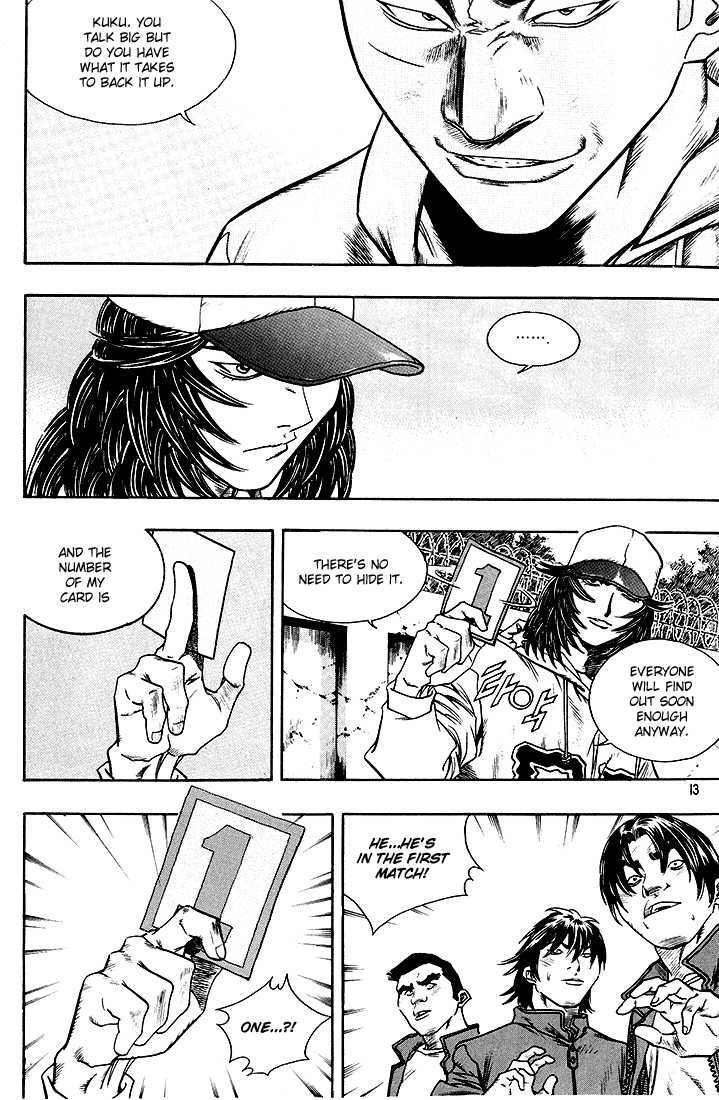 KUKU. YOU
TALK BIG BUT
DO YOU HAVE
WHAT IT TAKES
TO BACK IT UP.
.......
AND THE
NUMBER
OF MY
CARD IS
THERE'S NO
NEED TO HIDE IT.
1
EVERYONE
WILL FIND
OUT SOON
ENOUGH
ANYWAY.
13
1
ONE...?!
HE...HE'S
IN THE FIRST
MATCH!